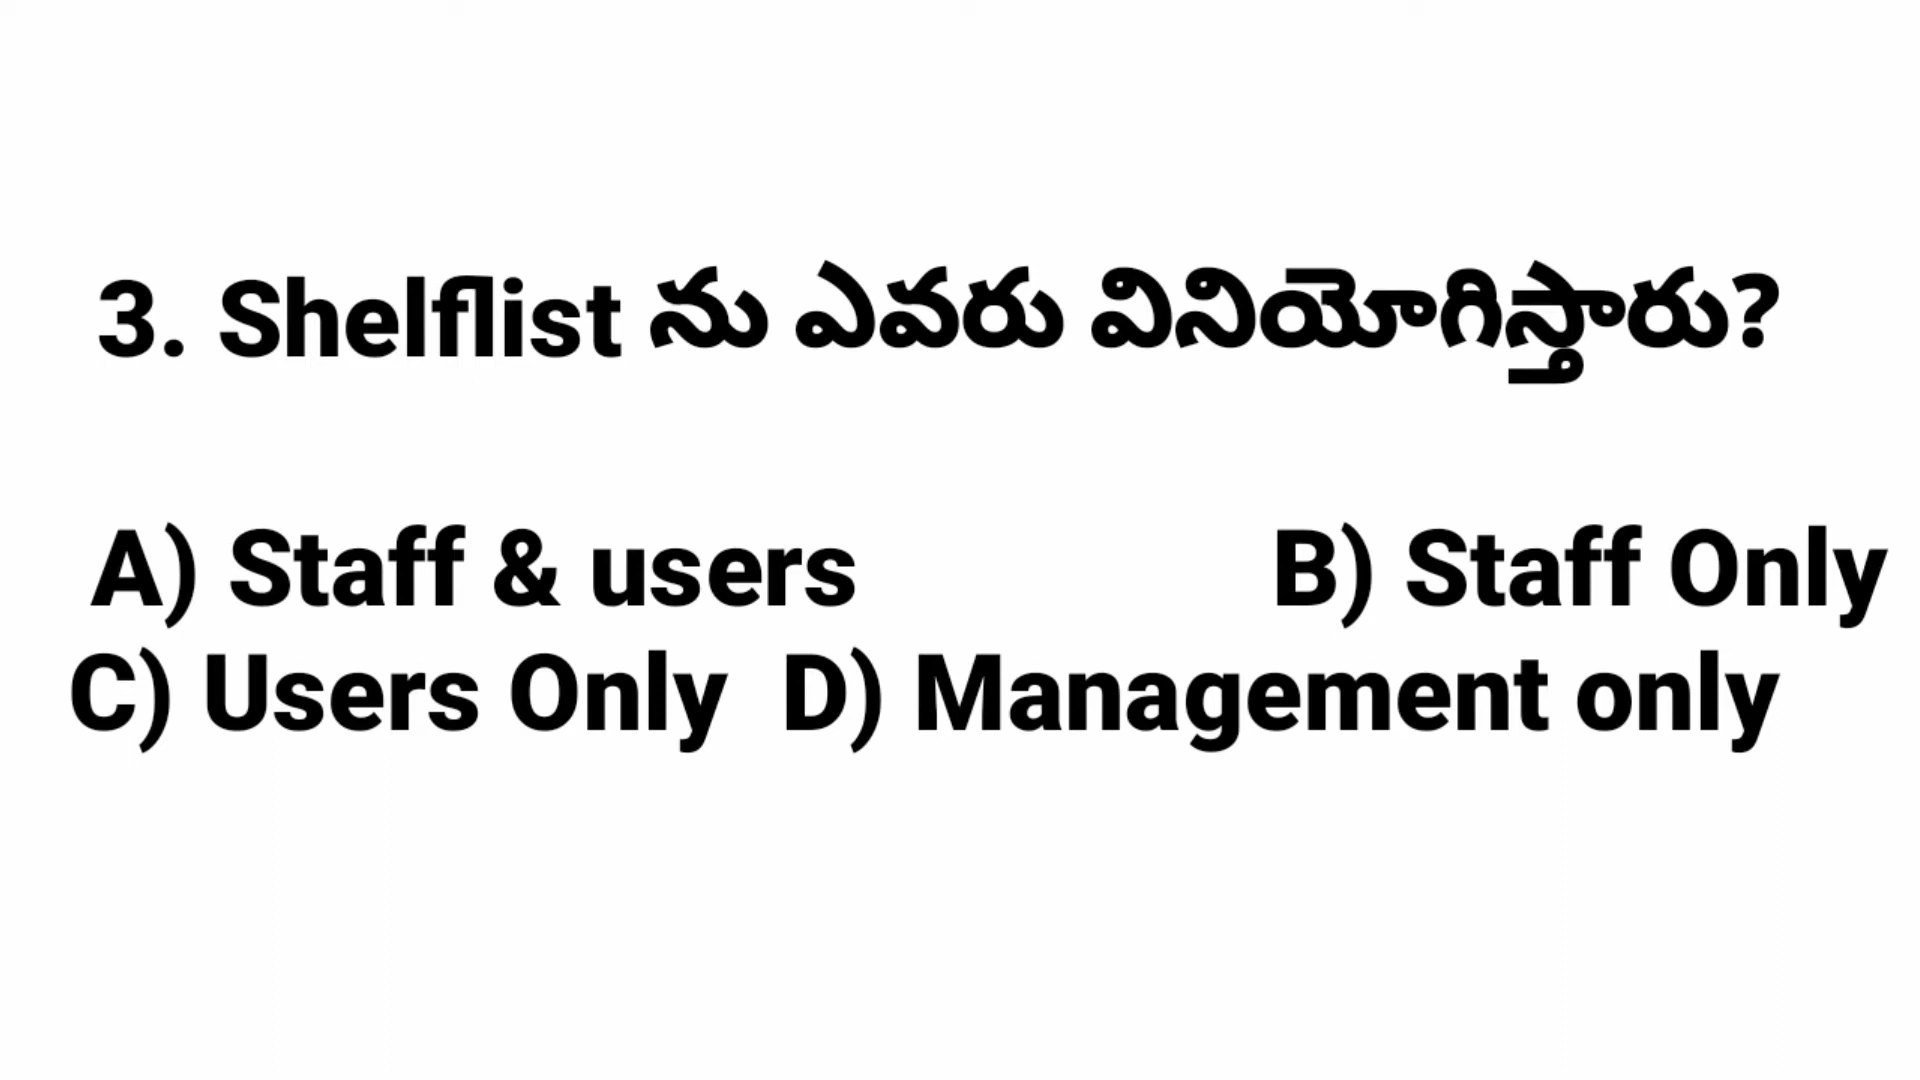 3. Shelflist ను ఎవరు వినియోగిస్తారు?
A) Staff & users B) Staff Only
C) Users Only D) Management only